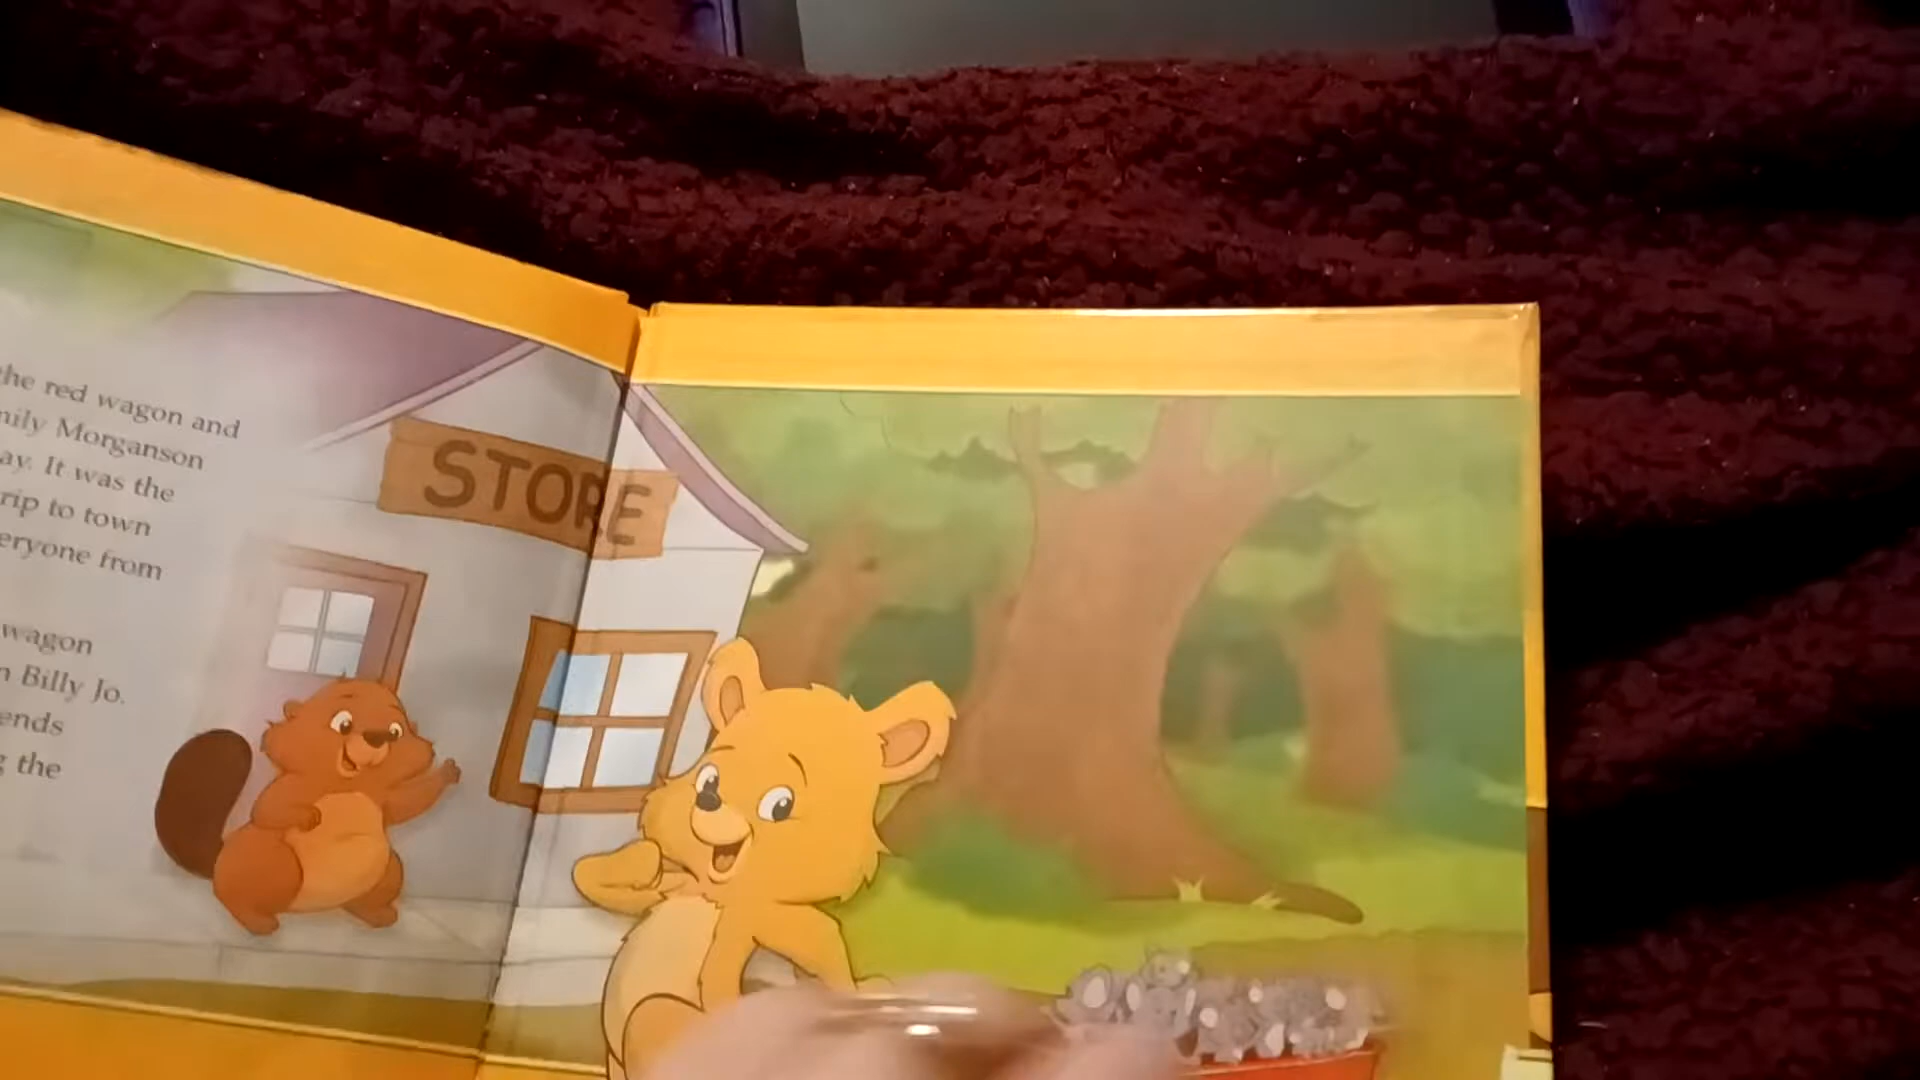 the red wagon and
mily Morganson
ay. It was the
rip to town
eryone from
wagon
n Billy Jo.
ends
g the
STORE